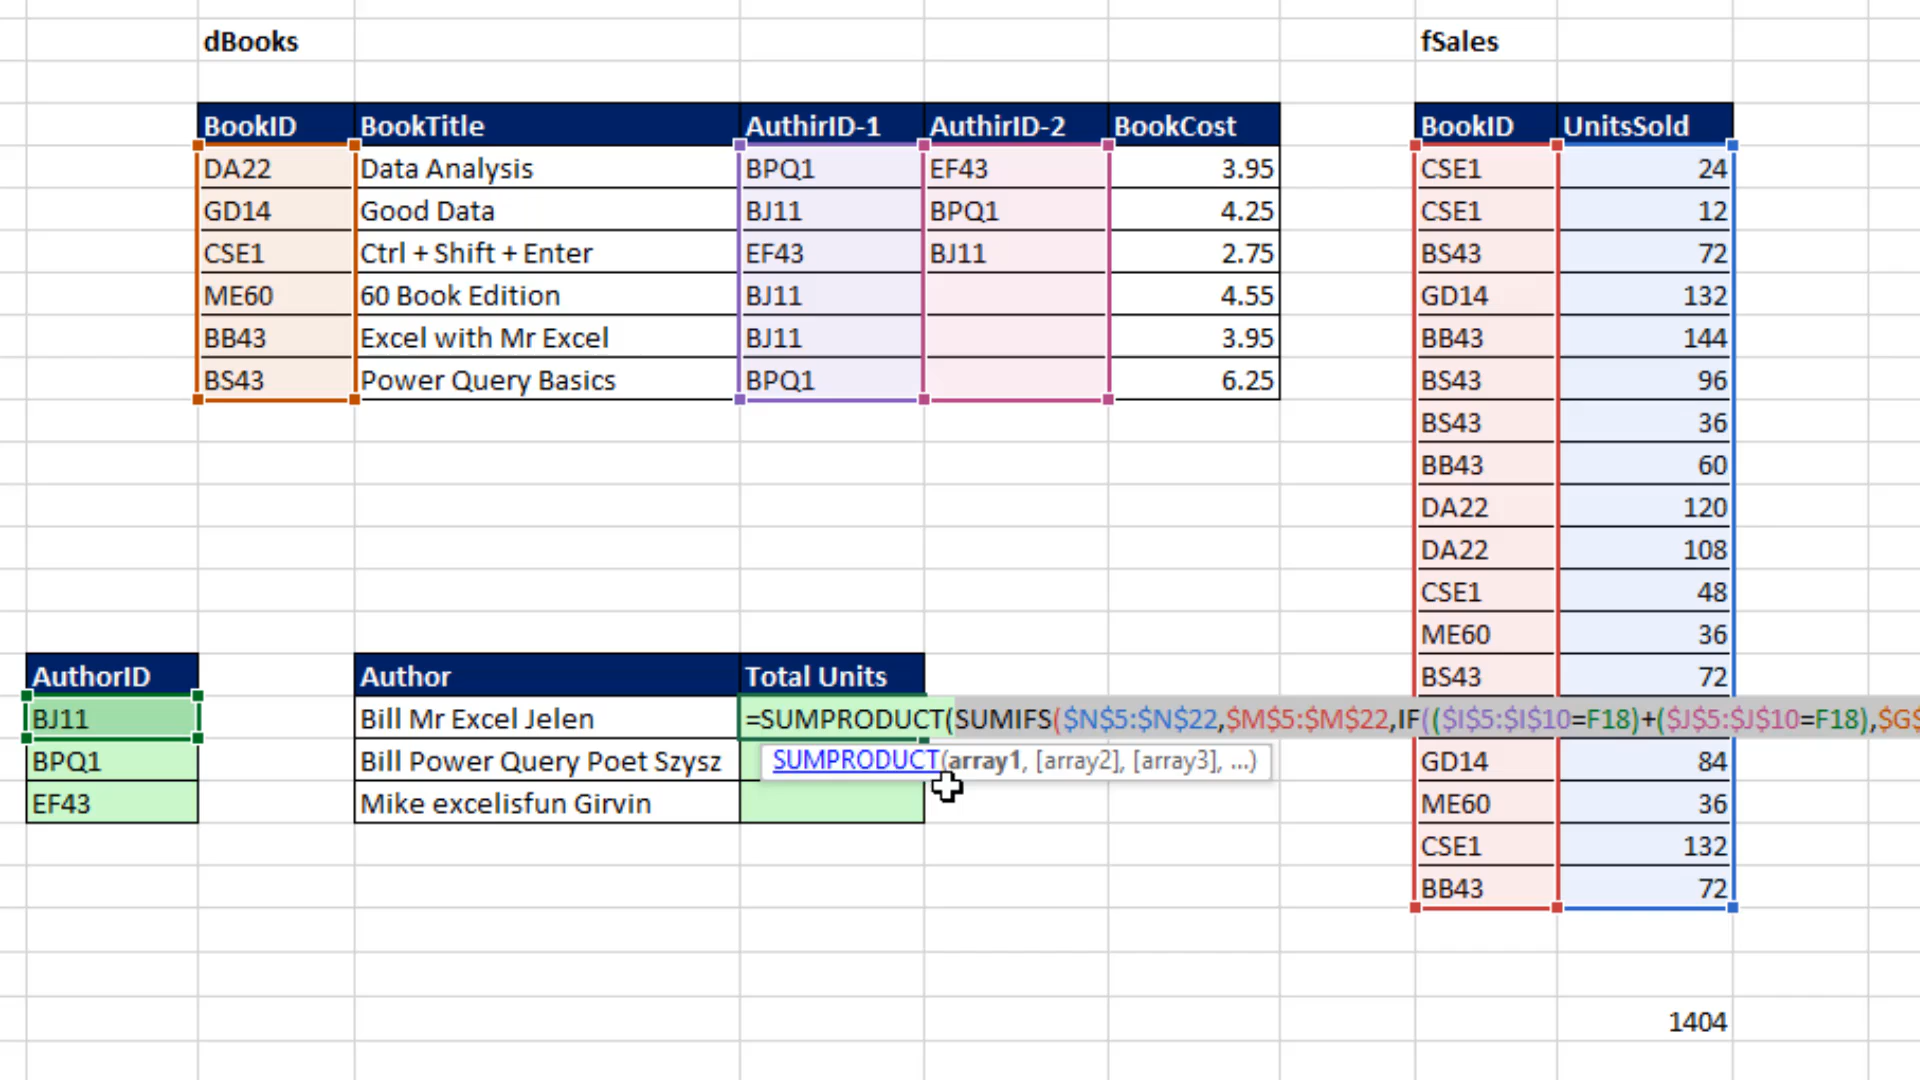 dBooks fSales
BookID BookTitle AuthirID-1 AuthirID-2 BookCost BookID UnitsSold
DA22 Data Analysis BPQ1 EF43 3.95 CSE1 24
GD14 Good Data BJ11 BPQ1 4.25 CSE1 12
CSE1 Ctrl + Shift + Enter EF43 BJ11 2.75 BS43 72
ME60 60 Book Edition BJ11 4.55 GD14 132
BB43 Excel with Mr Excel BJ11 3.95 BB43 144
BS43 Power Query Basics BPQ1 6.25 BS43 96
BS43 36
BB43 60
DA22 120
DA22 108
CSE1 48
ME60 36
AuthorID Author Total Units BS43 72
BJ11 Bill Mr Excel Jelen =SUMPRODUCT(SUMIFS($N$5:$N$22,$M$5:$M$22,IF(($I$5:$I$10=F18)+($J$5:$J$10=F18),$G$
BPQ1 Bill Power Query Poet Szysz SUMPRODUCT(array1, [array2], [array3], ...) GD14 84
EF43 Mike excelisfun Girvin ME60 36
CSE1 132
BB43 72
1404